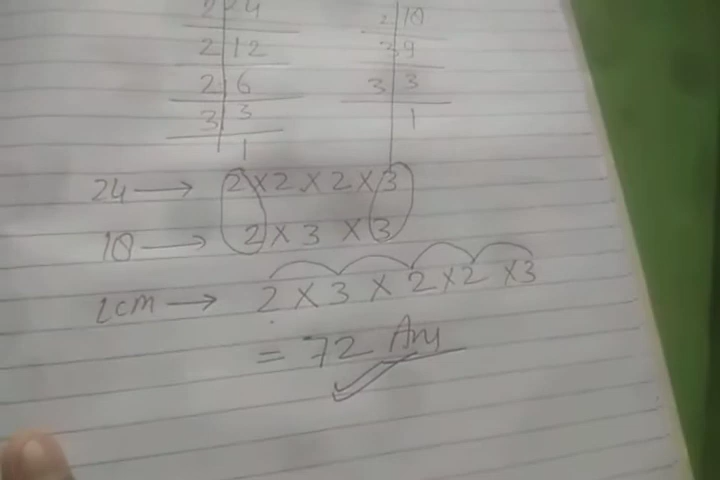 2 24 2 18
2 12 3 9
2 6 3 3
3 3 1
1
24 → 2 × 2 × 2 × 3
18 → 2 × 3 × 3
LCM → 2 × 3 × 2 × 2 × 3
= 72 Ans